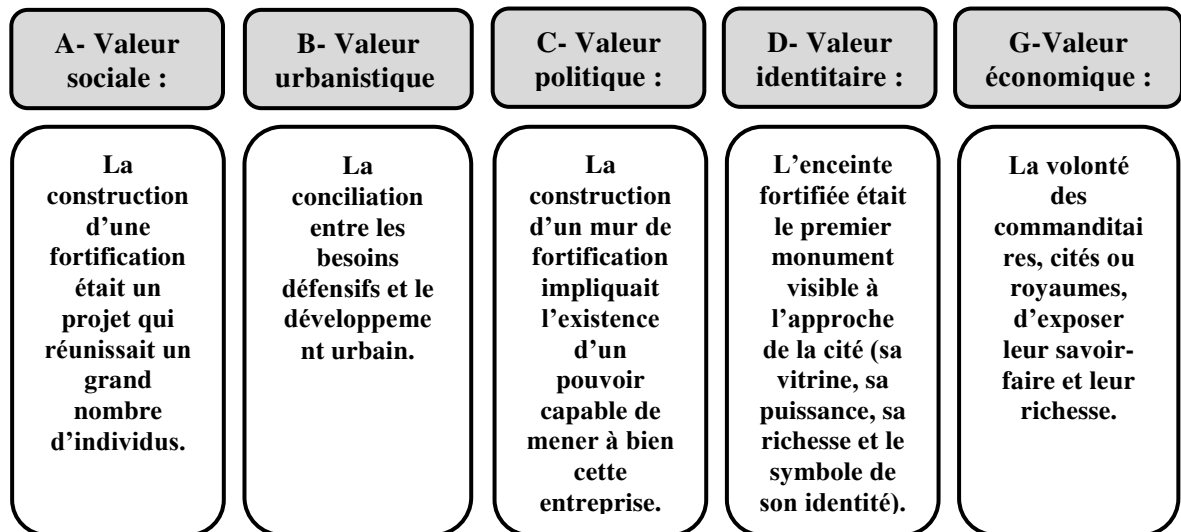 A- Valeur
sociale :
B- Valeur
urbanistique
C- Valeur
politique :
D- Valeur
identitaire :
G-Valeur
économique :
La
construction
d’une
fortification
était un
projet qui
réunissait un
grand
nombre
d’individus.
La
conciliation
entre les
besoins
défensifs et le
développeme
nt urbain.
La
construction
d’un mur de
fortification
impliquait
l’existence
d’un
pouvoir
capable de
mener à bien
cette
entreprise.
L’enceinte
fortifiée était
le premier
monument
visible à
l’approche
de la cité (sa
vitrine, sa
puissance, sa
richesse et le
symbole de
son identité).
La volonté
des
commanditai
res, cités ou
royaumes,
d’exposer
leur savoir-
faire et leur
richesse.